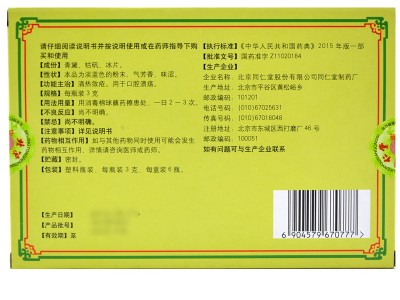 请仔细阅读说明书并按说明使用或在药师指导下购
买和使用
【成份】青黛、枯矾、冰片。
【性状】本品为淡蓝色的粉末，气芳香，味涩。
【功能主治】清热敛疮。用于口腔溃疡。
【规格】每瓶装3克
【用法用量】用消毒棉球蘸药擦患处，一日2～3次。
【不良反应】尚不明确。
【禁忌】尚不明确。
【注意事项】详见说明书
【药物相互作用】如与其他药物同时使用可能会发生
药物相互作用，详情请咨询医师或药师。
【贮藏】密封。
【包装】塑料瓶装，每瓶装3克，每盒装6瓶。
【生产日期】
【产品批号】
【有效期】至
【执行标准】《中华人民共和国药典》2015年版一部
【批准文号】国药准字Z11020164
【生产企业】
企业名称：北京同仁堂股份有限公司同仁堂制药厂
生产地址：北京市平谷区黄松峪乡
邮政编码：101201
电话：(010)67025631
传真：(010)67018048
注册地址：北京市东城区西打磨厂46号
邮政编码：100051
如有问题可与生产企业联系
6 904579 670777